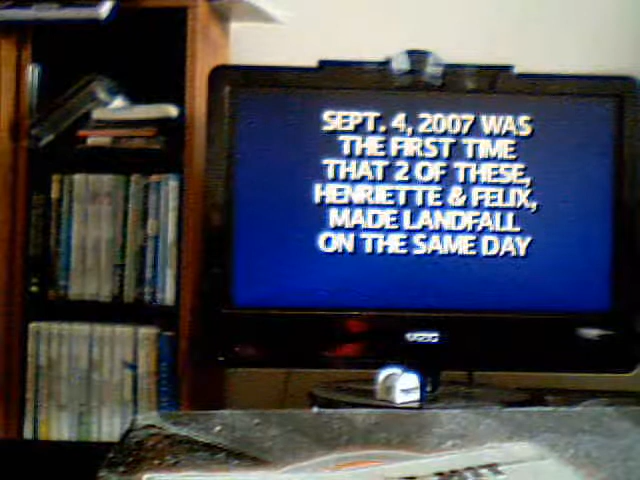 SEPT. 4, 2007 WAS
THE FIRST TIME
THAT 2 OF THESE,
HENRIETTE & FELIX,
MADE LANDFALL
ON THE SAME DAY
VIZIO